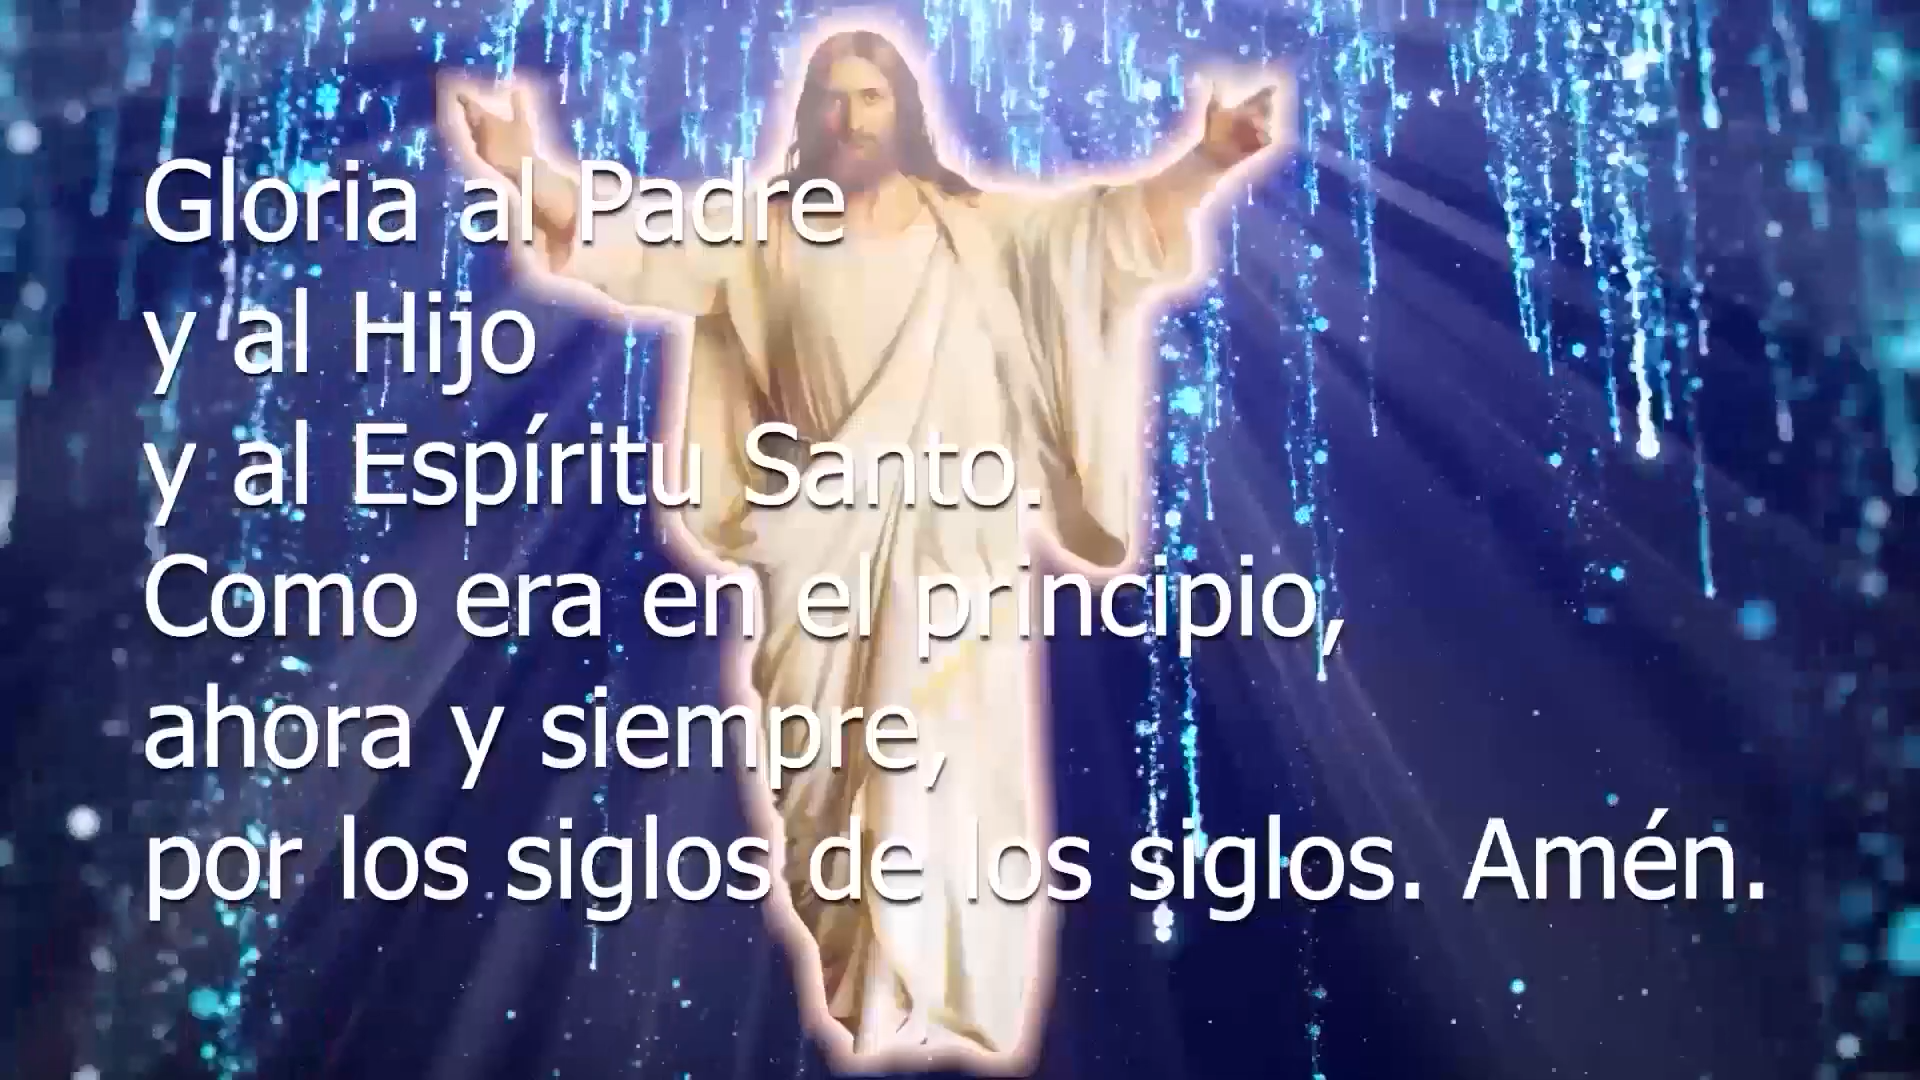 Gloria al Padre
y al Hijo
y al Espíritu Santo.
Como era en el principio,
ahora y siempre,
por los siglos de los siglos. Amén.